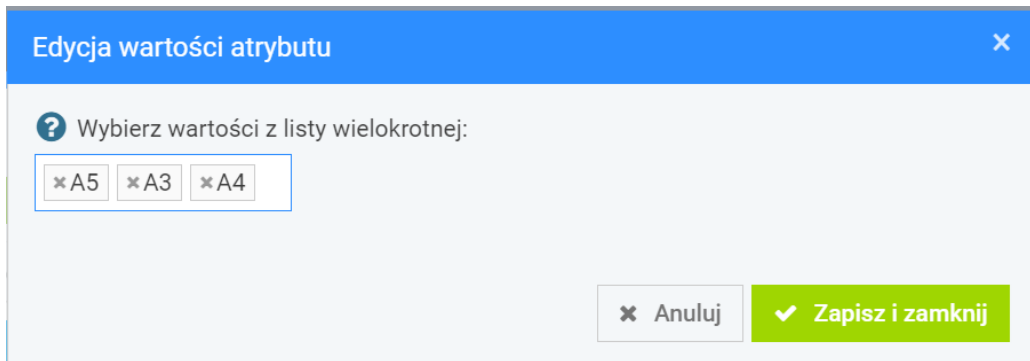 Edycja wartości atrybutu
Wybierz wartości z listy wielokrotnej:
A5 A3 A4
Anuluj Zapisz i zamknij